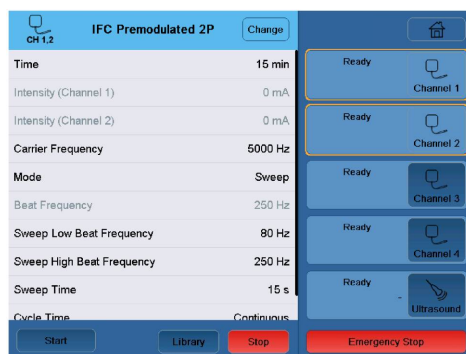 CH 1,2
IFC Premodulated 2P
Change
Time 15 min
Intensity (Channel 1) 0 mA
Intensity (Channel 2) 0 mA
Carrier Frequency 5000 Hz
Mode Sweep
Beat Frequency 250 Hz
Sweep Low Beat Frequency 80 Hz
Sweep High Beat Frequency 250 Hz
Sweep Time 15 s
Cycle Time Continuous
Start
Library
Stop
Ready
Channel 1
Ready
Channel 2
Ready
Channel 3
Ready
Channel 4
Ready
-
Ultrasound
Emergency Stop